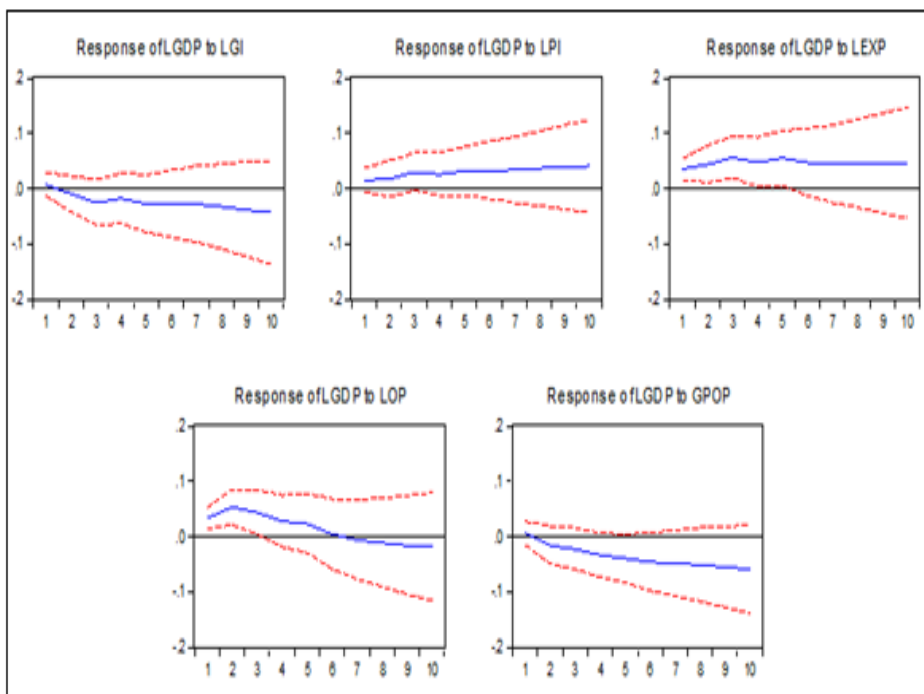 Response of LGDP to LGI
.2
.1
.0
-.1
-.2
1 2 3 4 5 6 7 8 9 10
Response of LGDP to LPI
.2
.1
.0
-.1
-.2
1 2 3 4 5 6 7 8 9 10
Response of LGDP to LEXP
.2
.1
.0
-.1
-.2
1 2 3 4 5 6 7 8 9 10
Response of LGDP to LOP
.2
.1
.0
-.1
-.2
1 2 3 4 5 6 7 8 9 10
Response of LGDP to GPOP
.2
.1
.0
-.1
-.2
1 2 3 4 5 6 7 8 9 10